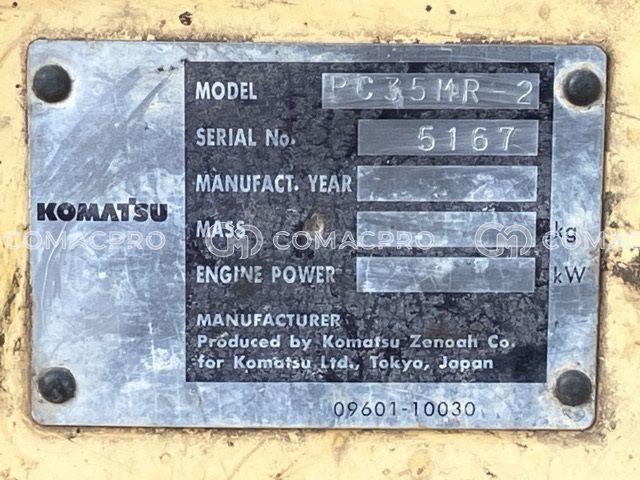 MODEL PC35MR-2
SERIAL No. 5167
MANUFACT. YEAR
KOMATSU
MASS kg
COMACPRO COMACPRO COMACPRO
ENGINE POWER kW
MANUFACTURER
Produced by Komatsu Zenoah Co.
for Komatsu Ltd., Tokyo, Japan
09601-10030